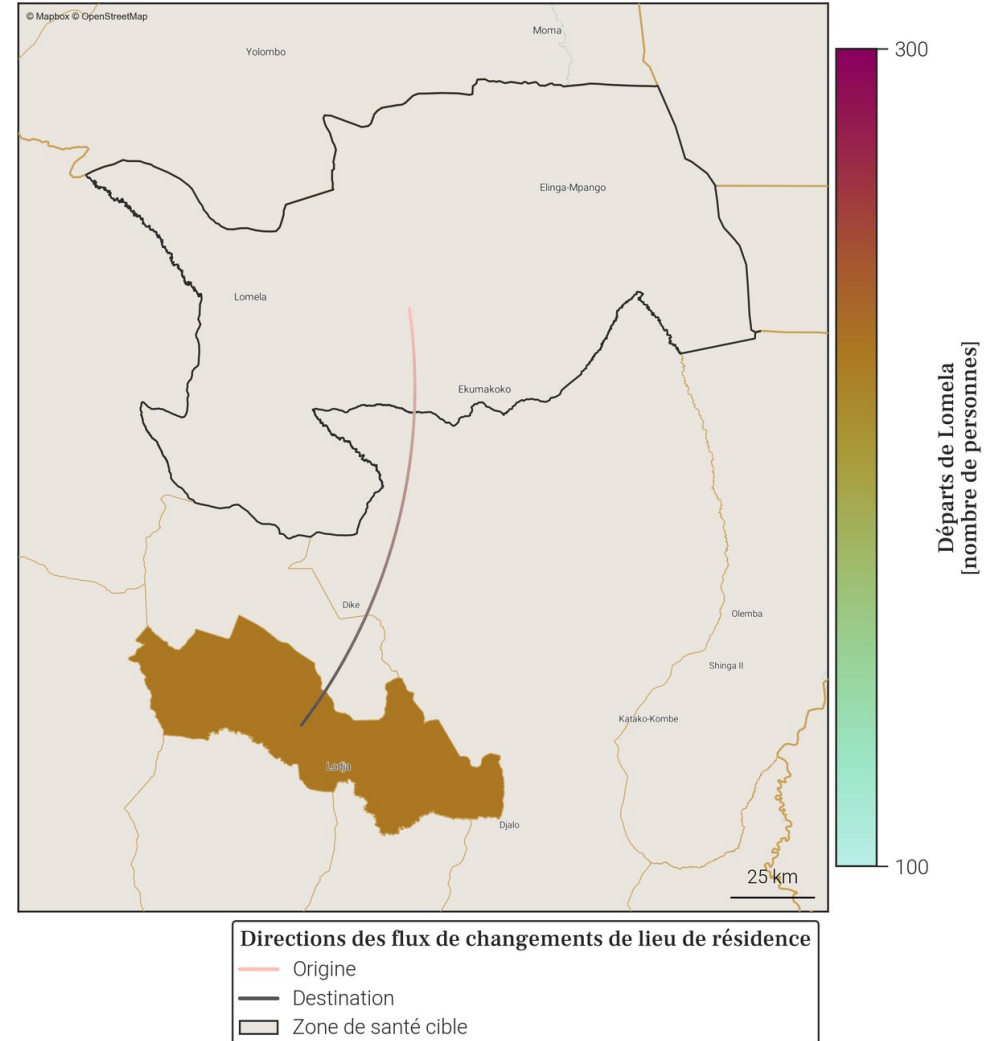 © Mapbox © OpenStreetMap
Moma
Yolombo
300
Elinga-Mpango
Lomela
Ekumakoko
Départs de Lomela
[nombre de personnes]
Dike
Olemba
Shinga II
Katako-Kombe
Lodja
Djalo
100
25 km
Directions des flux de changements de lieu de résidence
Origine
Destination
Zone de santé cible